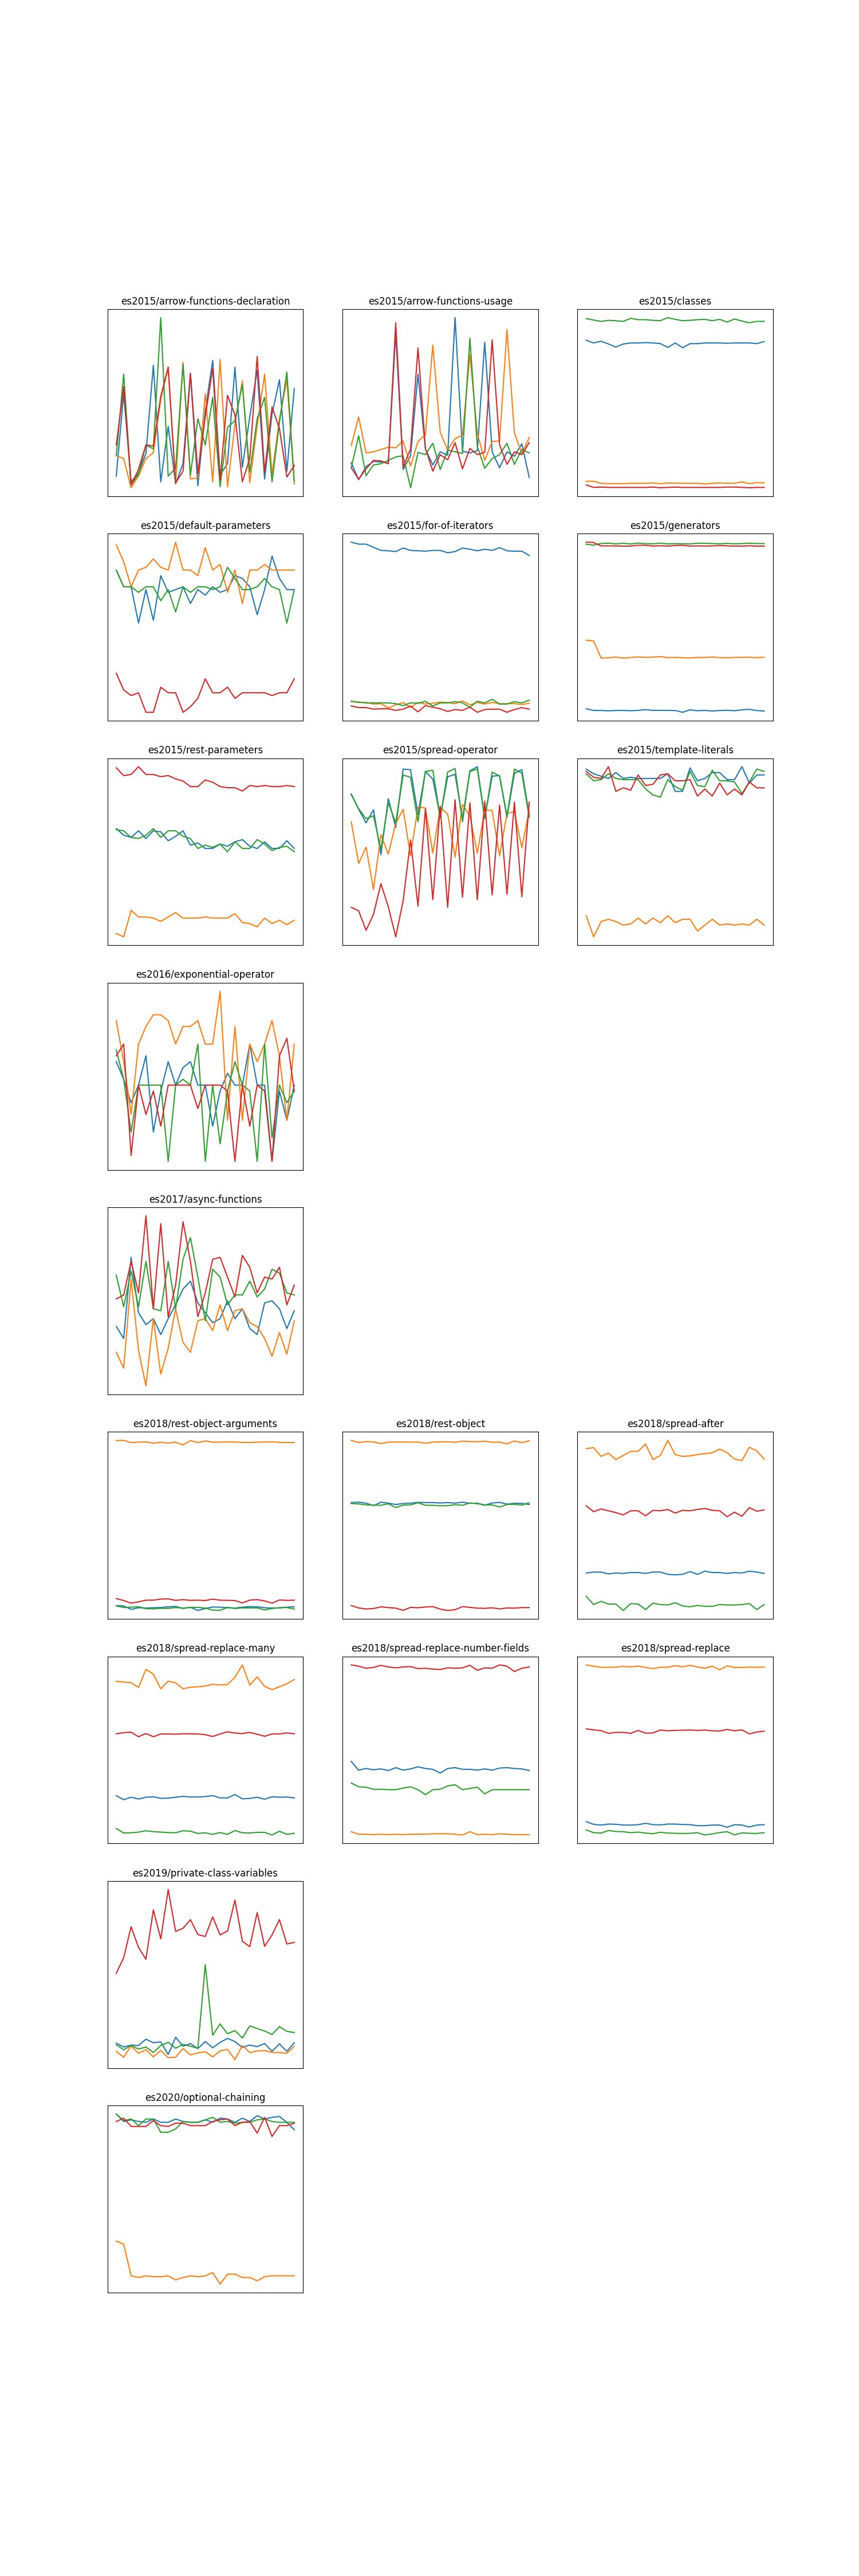 es2015/arrow-functions-declaration
es2015/arrow-functions-usage
es2015/classes
es2015/default-parameters
es2015/for-of-iterators
es2015/generators
es2015/rest-parameters
es2015/spread-operator
es2015/template-literals
es2016/exponential-operator
es2017/async-functions
es2018/rest-object-arguments
es2018/rest-object
es2018/spread-after
es2018/spread-replace-many
es2018/spread-replace-number-fields
es2018/spread-replace
es2019/private-class-variables
es2020/optional-chaining